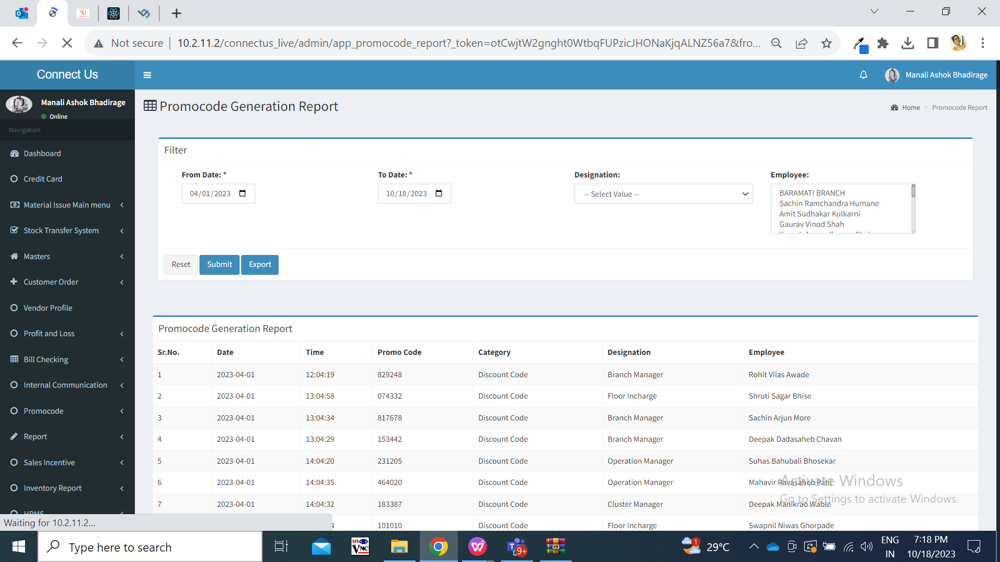 Not secure | 10.2.11.2/connectus_live/admin/app_promocode_report?_token=otCwjtW2gnght0WtbqFUPzicJHONaKjqALNZ56a7&fro...
Connect Us
Manali Ashok Bhadirage
Manali Ashok Bhadirage
Online
Navigation
Dashboard
Credit Card
Material Issue Main menu
Stock Transfer System
Masters
Customer Order
Vendor Profile
Profit and Loss
Bill Checking
Internal Communication
Promocode
Report
Sales Incentive
Inventory Report
HRMS
Promocode Generation Report
Home > Promocode Report
Filter
From Date: * To Date: * Designation: Employee:
04/01/2023 10/18/2023 -- Select Value --
BARAMATI BRANCH
Sachin Ramchandra Humane
Amit Sudhakar Kulkarni
Gaurav Vinod Shah
Reset Submit Export
Promocode Generation Report
Sr.No. Date Time Promo Code Category Designation Employee
1 2023-04-01 12:04:19 829248 Discount Code Branch Manager Rohit Vilas Awade
2 2023-04-01 13:04:58 074332 Discount Code Floor Incharge Shruti Sagar Bhise
3 2023-04-01 13:04:34 817678 Discount Code Branch Manager Sachin Arjun More
4 2023-04-01 13:04:29 153442 Discount Code Branch Manager Deepak Dadasaheb Chavan
5 2023-04-01 14:04:20 231205 Discount Code Operation Manager Suhas Bahubali Bhosekar
6 2023-04-01 14:04:35 464020 Discount Code Operation Manager Mahavir Ravasaheb Patil
7 2023-04-01 14:04:32 183387 Discount Code Cluster Manager Deepak Manikrao Wable
4 101010 Discount Code Floor Incharge Swapnil Niwas Ghorpade
Activate Windows
Go to Settings to activate Windows.
Waiting for 10.2.11.2...
Type here to search
VNC
9+
1
29°C
ENG
IN
7:18 PM
10/18/2023